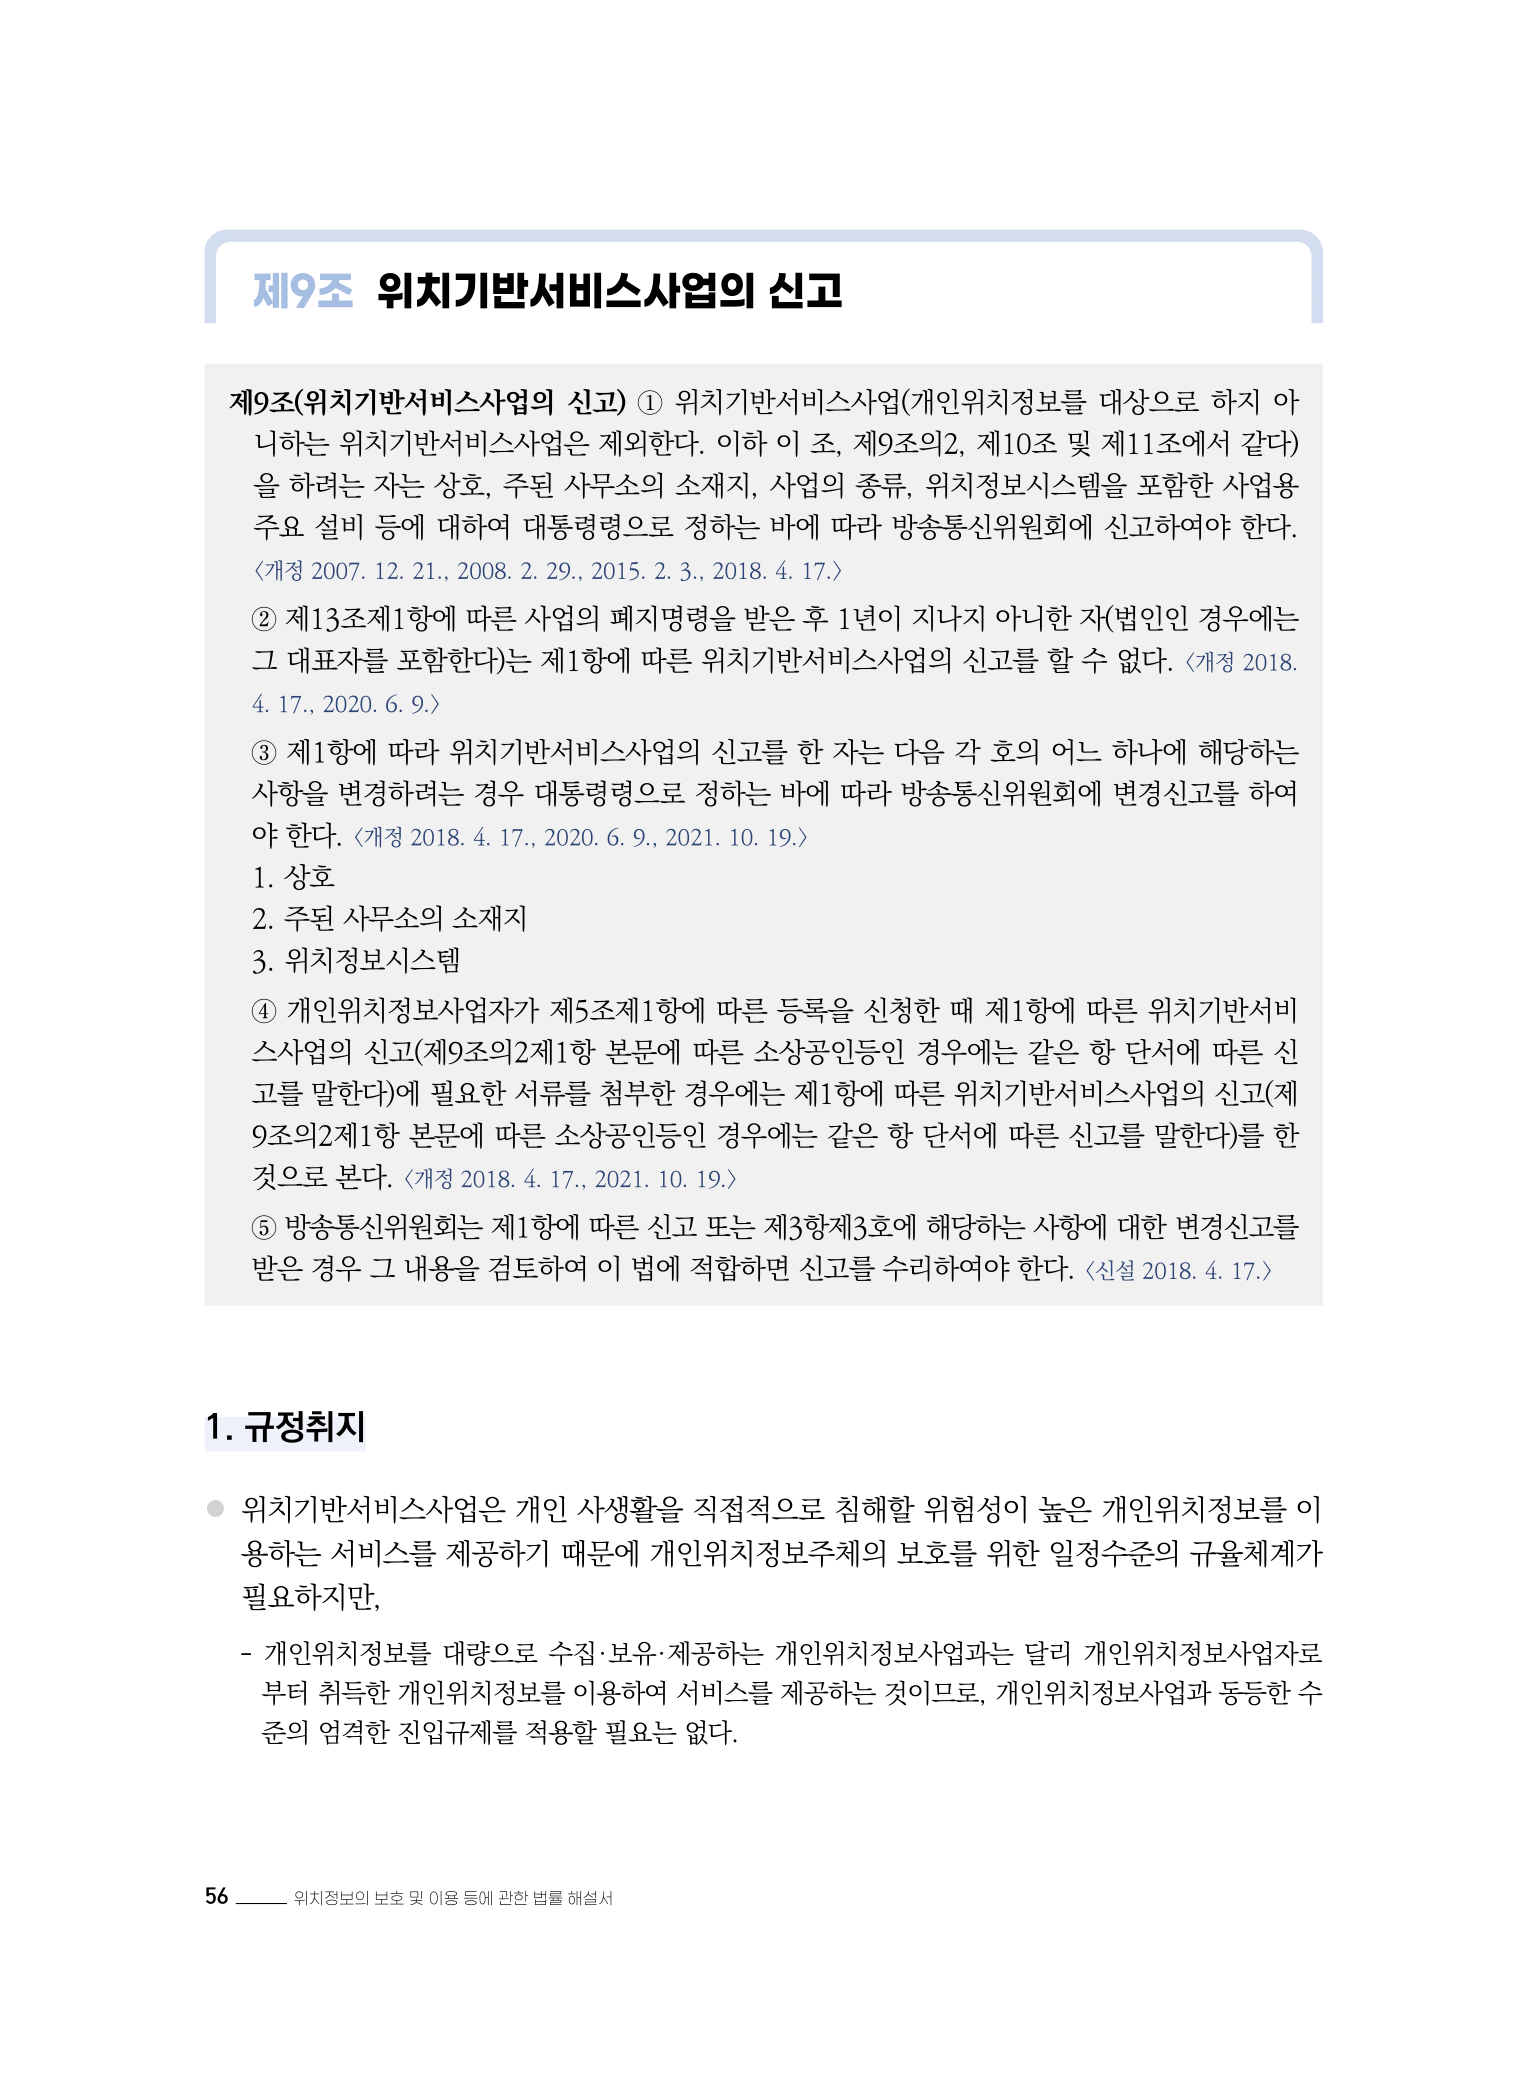 제9조 위치기반서비스사업의 신고
제9조(위치기반서비스사업의 신고) ① 위치기반서비스사업(개인위치정보를 대상으로 하지 아
니하는 위치기반서비스사업은 제외한다. 이하 이 조, 제9조의2, 제10조 및 제11조에서 같다)
을 하려는 자는 상호, 주된 사무소의 소재지, 사업의 종류, 위치정보시스템을 포함한 사업용
주요 설비 등에 대하여 대통령령으로 정하는 바에 따라 방송통신위원회에 신고하여야 한다.
〈개정 2007. 12. 21., 2008. 2. 29., 2015. 2. 3., 2018. 4. 17.〉
② 제13조제1항에 따른 사업의 폐지명령을 받은 후 1년이 지나지 아니한 자(법인인 경우에는
그 대표자를 포함한다)는 제1항에 따른 위치기반서비스사업의 신고를 할 수 없다. 〈개정 2018.
4. 17., 2020. 6. 9.〉
③ 제1항에 따라 위치기반서비스사업의 신고를 한 자는 다음 각 호의 어느 하나에 해당하는
사항을 변경하려는 경우 대통령령으로 정하는 바에 따라 방송통신위원회에 변경신고를 하여
야 한다. 〈개정 2018. 4. 17., 2020. 6. 9., 2021. 10. 19.〉
1. 상호
2. 주된 사무소의 소재지
3. 위치정보시스템
④ 개인위치정보사업자가 제5조제1항에 따른 등록을 신청한 때 제1항에 따른 위치기반서비
스사업의 신고(제9조의2제1항 본문에 따른 소상공인등인 경우에는 같은 항 단서에 따른 신
고를 말한다)에 필요한 서류를 첨부한 경우에는 제1항에 따른 위치기반서비스사업의 신고(제
9조의2제1항 본문에 따른 소상공인등인 경우에는 같은 항 단서에 따른 신고를 말한다)를 한
것으로 본다. 〈개정 2018. 4. 17., 2021. 10. 19.〉
⑤ 방송통신위원회는 제1항에 따른 신고 또는 제3항제3호에 해당하는 사항에 대한 변경신고를
받은 경우 그 내용을 검토하여 이 법에 적합하면 신고를 수리하여야 한다. 〈신설 2018. 4. 17.〉
1. 규정취지
● 위치기반서비스사업은 개인 사생활을 직접적으로 침해할 위험성이 높은 개인위치정보를 이
용하는 서비스를 제공하기 때문에 개인위치정보주체의 보호를 위한 일정수준의 규율체계가
필요하지만,
- 개인위치정보를 대량으로 수집·보유·제공하는 개인위치정보사업과는 달리 개인위치정보사업자로
부터 취득한 개인위치정보를 이용하여 서비스를 제공하는 것이므로, 개인위치정보사업과 동등한 수
준의 엄격한 진입규제를 적용할 필요는 없다.
56 위치정보의 보호 및 이용 등에 관한 법률 해설서